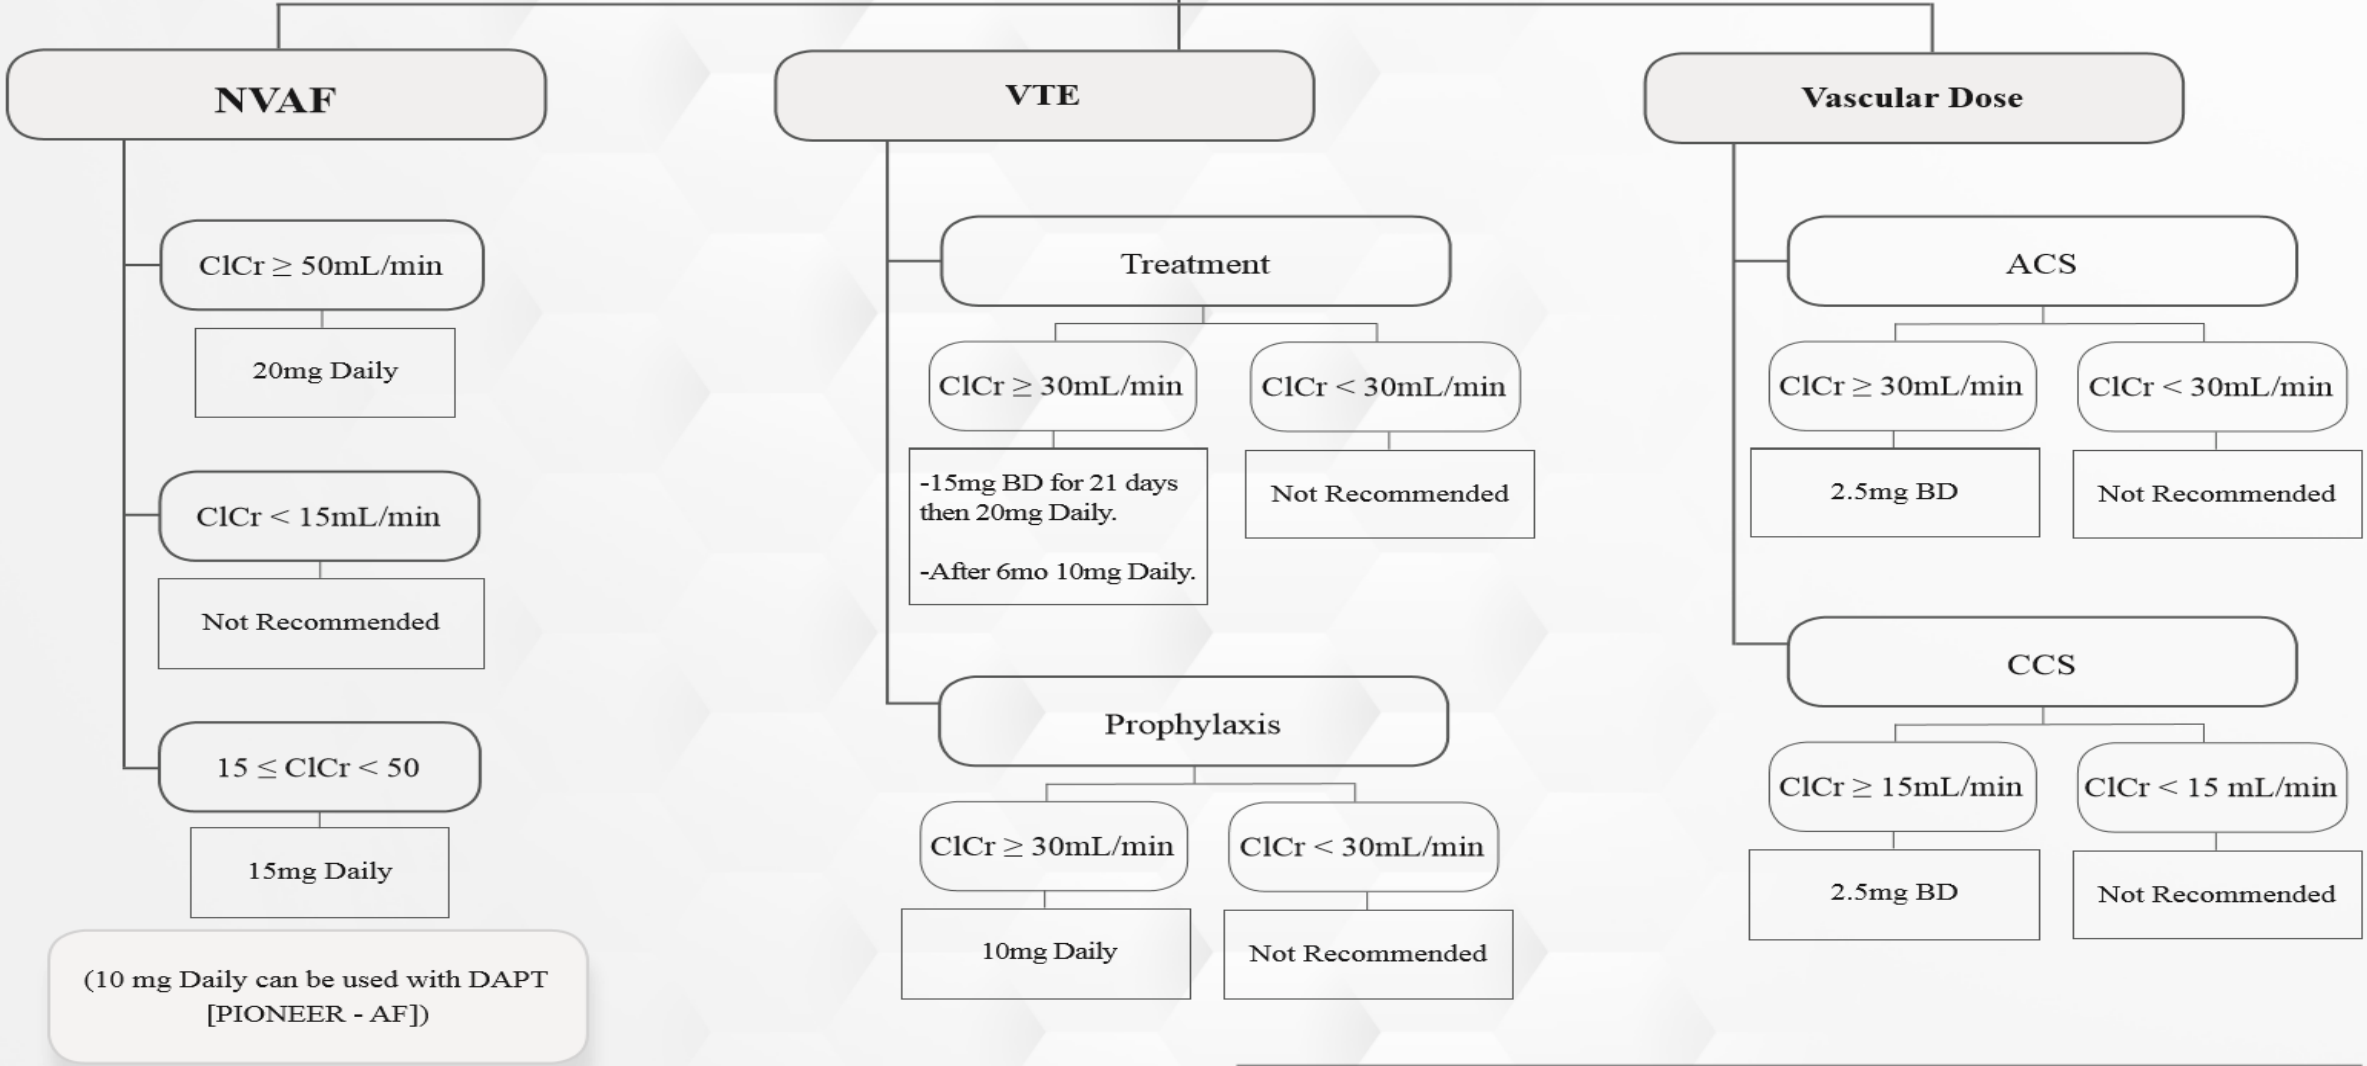 NVAF
VTE
Vascular Dose
ClCr ≥ 50mL/min
20mg Daily
ClCr < 15mL/min
Not Recommended
15 ≤ ClCr < 50
15mg Daily
(10 mg Daily can be used with DAPT
[PIONEER - AF])
Treatment
ClCr ≥ 30mL/min
ClCr < 30mL/min
-15mg BD for 21 days
then 20mg Daily.
-After 6mo 10mg Daily.
Not Recommended
Prophylaxis
ClCr ≥ 30mL/min
ClCr < 30mL/min
10mg Daily
Not Recommended
ACS
ClCr ≥ 30mL/min
ClCr < 30mL/min
2.5mg BD
Not Recommended
CCS
ClCr ≥ 15mL/min
ClCr < 15 mL/min
2.5mg BD
Not Recommended